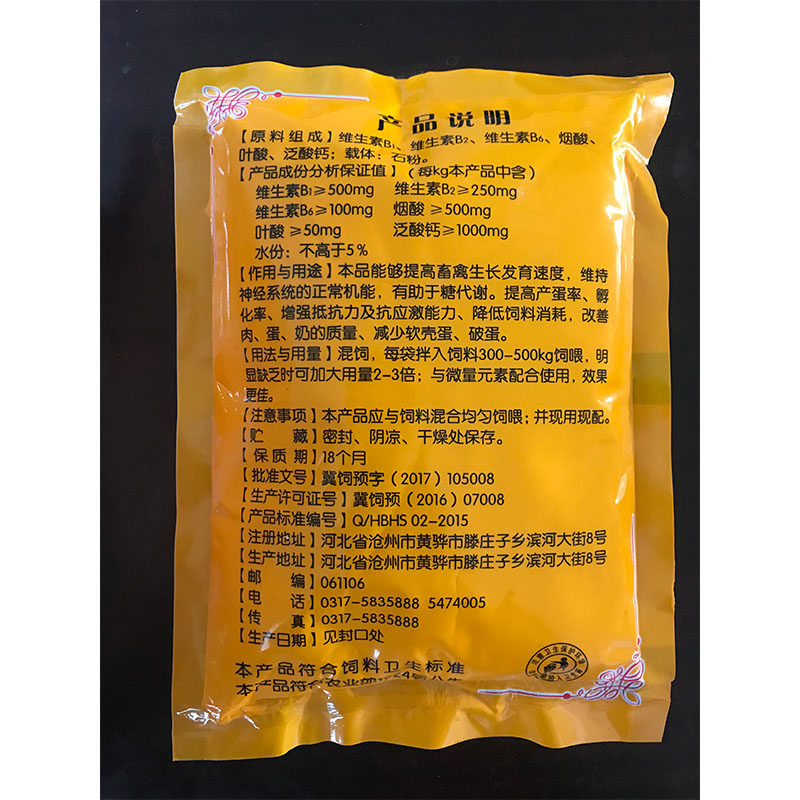 产品说明
【原料组成】维生素B₁、维生素B₂、维生素B₆、烟酸、
叶酸、泛酸钙；载体：石粉。
【产品成份分析保证值】（每kg本产品中含）
维生素B₁≥500mg 维生素B₂≥250mg
维生素B₆≥100mg 烟酸≥500mg
叶酸≥50mg 泛酸钙≥1000mg
水份：不高于5%
【作用与用途】本品能够提高畜禽生长发育速度，维持
神经系统的正常机能，有助于糖代谢。提高产蛋率、孵
化率、增强抵抗力及抗应激能力、降低饲料消耗，改善
肉、蛋、奶的质量、减少软壳蛋、破蛋。
【用法与用量】混饲，每袋拌入饲料300-500kg饲喂，明
显缺乏时可加大用量2-3倍；与微量元素配合使用，效果
更佳。
【注意事项】本产品应与饲料混合均匀饲喂；并现用现配。
【贮 藏】密封、阴凉、干燥处保存。
【保质期】18个月
【批准文号】冀饲预字（2017）105008
【生产许可证号】冀饲预（2016）07008
【产品标准编号】Q/HBHS 02-2015
【注册地址】河北省沧州市黄骅市滕庄子乡滨河大街8号
【生产地址】河北省沧州市黄骅市滕庄子乡滨河大街8号
【邮 编】061106
【电 话】0317-5835888 5474005
【传 真】0317-5835888
【生产日期】见封口处
本产品符合饲料卫生标准
本产品符合农业部